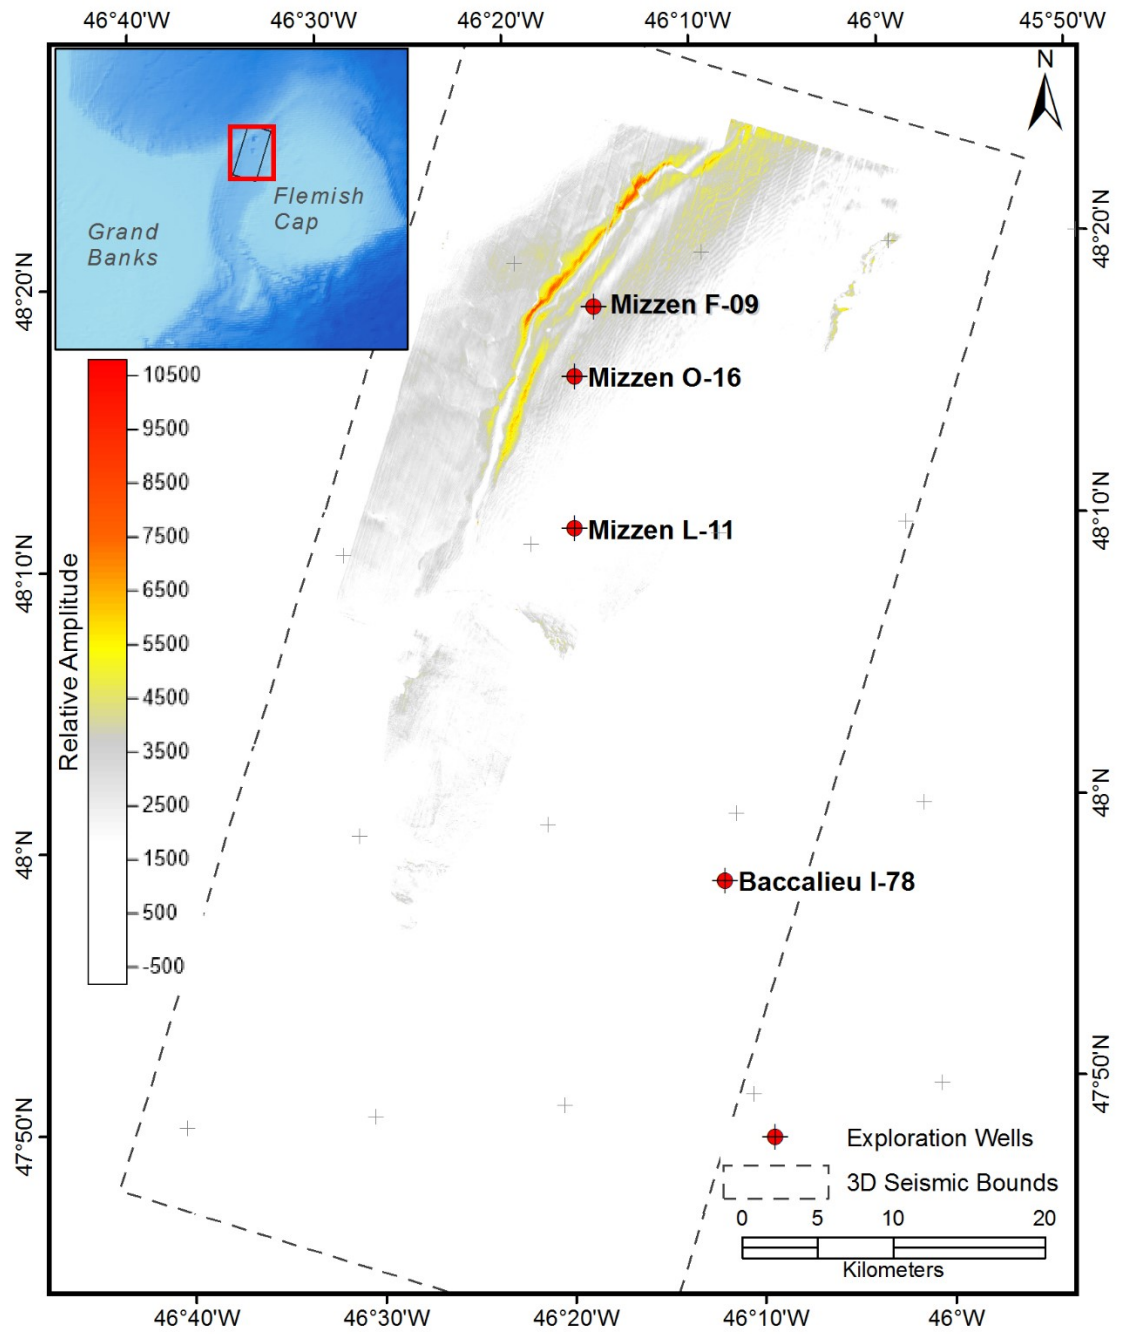 46°40'W 46°30'W 46°20'W 46°10'W 46°W 45°50'W
N
Grand
Banks
Flemish
Cap
48°20'N
48°10'N
48°N
47°50'N
48°20'N
48°10'N
48°N
47°50'N
Relative Amplitude
10500
9500
8500
7500
6500
5500
4500
3500
2500
1500
500
-500
Mizzen F-09
Mizzen O-16
Mizzen L-11
Baccalieu I-78
Exploration Wells
3D Seismic Bounds
0 5 10 20
Kilometers
46°40'W 46°30'W 46°20'W 46°10'W 46°W